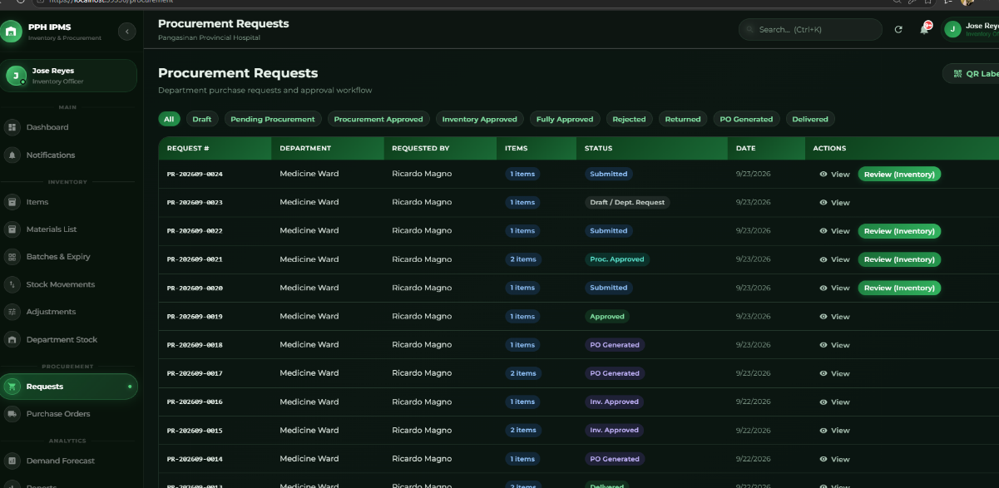 https://localhost:59590/procurement
PPH IPMS
Inventory & Procurement
Jose Reyes
Inventory Officer
MAIN
Dashboard
Notifications
INVENTORY
Items
Materials List
Batches & Expiry
Stock Movements
Adjustments
Department Stock
PROCUREMENT
Requests
Purchase Orders
ANALYTICS
Demand Forecast
Reports
Procurement Requests
Pangasinan Provincial Hospital
Search... (Ctrl+K)
9+
J Jose Reyes
Procurement Requests
Department purchase requests and approval workflow
QR Labe
All Draft Pending Procurement Procurement Approved Inventory Approved Fully Approved Rejected Returned PO Generated Delivered
REQUEST # DEPARTMENT REQUESTED BY ITEMS STATUS DATE ACTIONS
PR-202609-0024 Medicine Ward Ricardo Magno 1 items Submitted 9/23/2026 View Review (Inventory)
PR-202609-0023 Medicine Ward Ricardo Magno 1 items Draft / Dept. Request 9/23/2026 View
PR-202609-0022 Medicine Ward Ricardo Magno 1 items Submitted 9/23/2026 View Review (Inventory)
PR-202609-0021 Medicine Ward Ricardo Magno 2 items Proc. Approved 9/23/2026 View Review (Inventory)
PR-202609-0020 Medicine Ward Ricardo Magno 1 items Submitted 9/23/2026 View Review (Inventory)
PR-202609-0019 Medicine Ward Ricardo Magno 1 items Approved 9/23/2026 View
PR-202609-0018 Medicine Ward Ricardo Magno 1 items PO Generated 9/23/2026 View
PR-202609-0017 Medicine Ward Ricardo Magno 2 items PO Generated 9/23/2026 View
PR-202609-0016 Medicine Ward Ricardo Magno 1 items Inv. Approved 9/22/2026 View
PR-202609-0015 Medicine Ward Ricardo Magno 2 items Inv. Approved 9/22/2026 View
PR-202609-0014 Medicine Ward Ricardo Magno 1 items PO Generated 9/22/2026 View
PR-202609-0013 Medicine Ward Ricardo Magno 2 items Delivered 9/22/2026 View